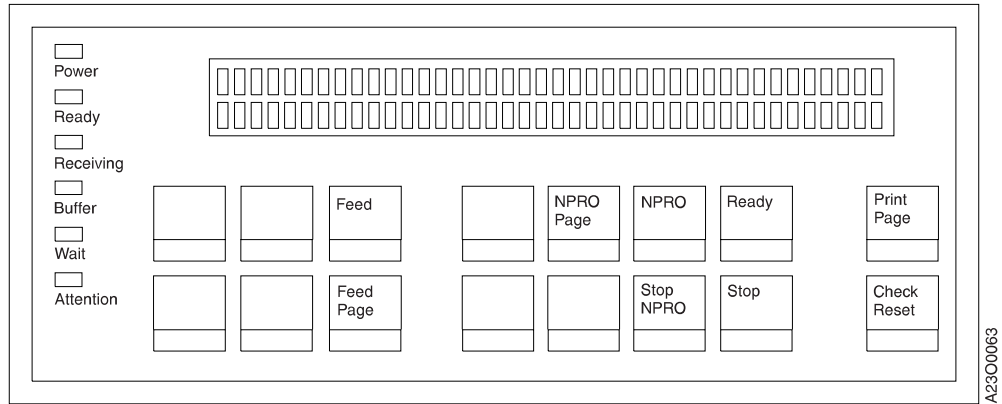 Power
Ready
Receiving
Buffer
Wait
Attention
Feed
NPRO
Page
NPRO
Ready
Print
Page
Feed
Page
Stop
NPRO
Stop
Check
Reset
A23O0063